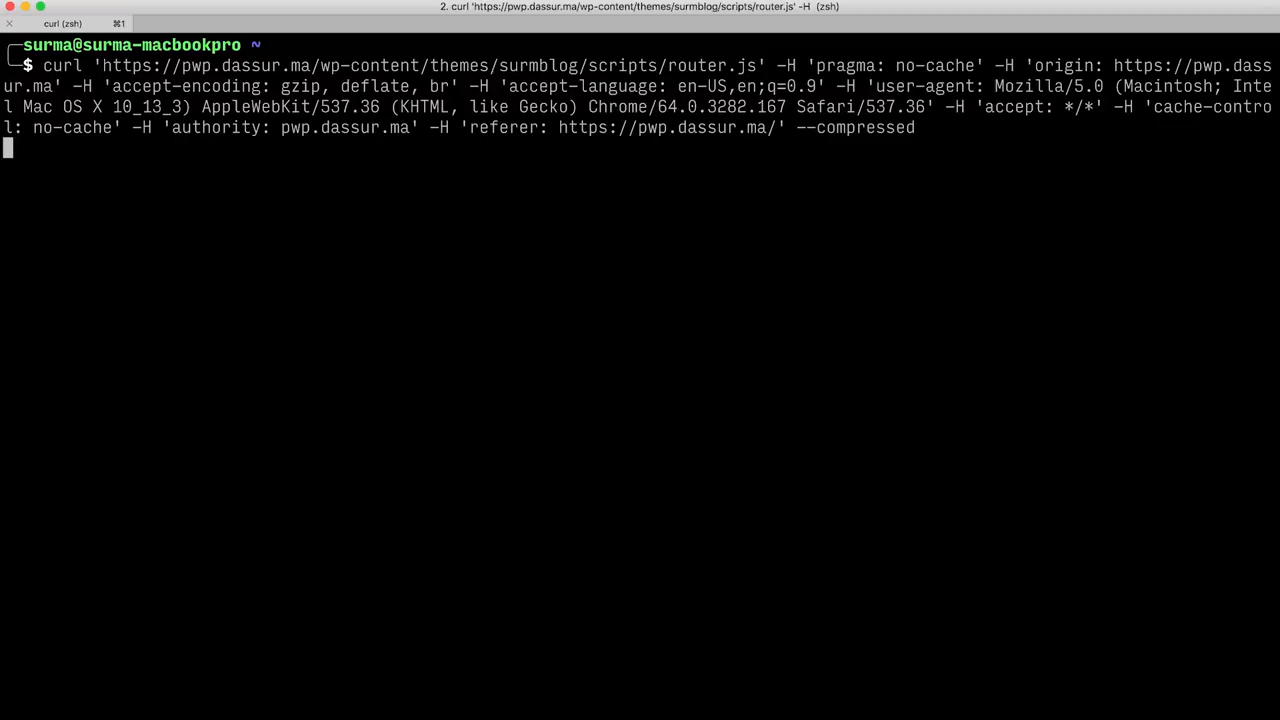 2. curl 'https://pwp.dassur.ma/wp-content/themes/surmblog/scripts/router.js' -H  (zsh)
curl (zsh) ⌘1
surma@surma-macbookpro ~
$ curl 'https://pwp.dassur.ma/wp-content/themes/surmblog/scripts/router.js' -H 'pragma: no-cache' -H 'origin: https://pwp.dass
ur.ma' -H 'accept-encoding: gzip, deflate, br' -H 'accept-language: en-US,en;q=0.9' -H 'user-agent: Mozilla/5.0 (Macintosh; Inte
l Mac OS X 10_13_3) AppleWebKit/537.36 (KHTML, like Gecko) Chrome/64.0.3282.167 Safari/537.36' -H 'accept: */*' -H 'cache-contro
l: no-cache' -H 'authority: pwp.dassur.ma' -H 'referer: https://pwp.dassur.ma/' --compressed